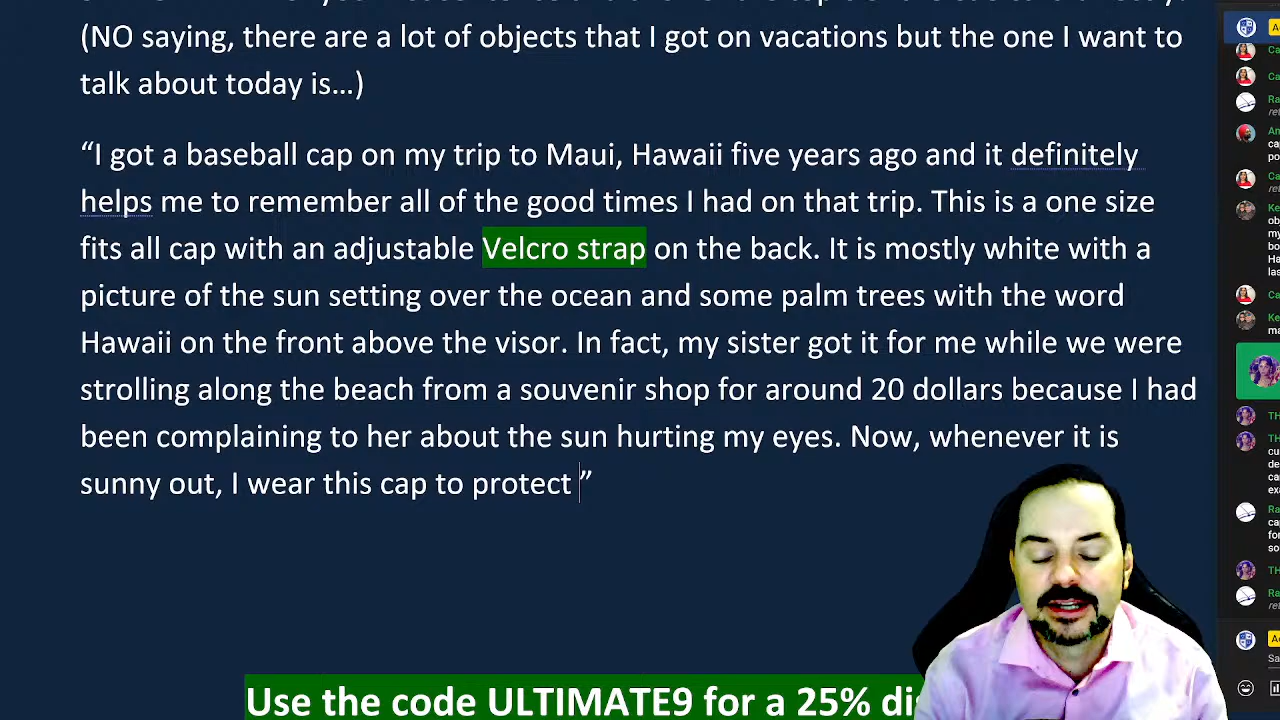 (NO saying, there are a lot of objects that I got on vacations but the one I want to
talk about today is...)
“I got a baseball cap on my trip to Maui, Hawaii five years ago and it definitely
helps me to remember all of the good times I had on that trip. This is a one size
fits all cap with an adjustable Velcro strap on the back. It is mostly white with a
picture of the sun setting over the ocean and some palm trees with the word
Hawaii on the front above the visor. In fact, my sister got it for me while we were
strolling along the beach from a souvenir shop for around 20 dollars because I had
been complaining to her about the sun hurting my eyes. Now, whenever it is
sunny out, I wear this cap to protect ”
Use the code ULTIMATE9 for a 25%